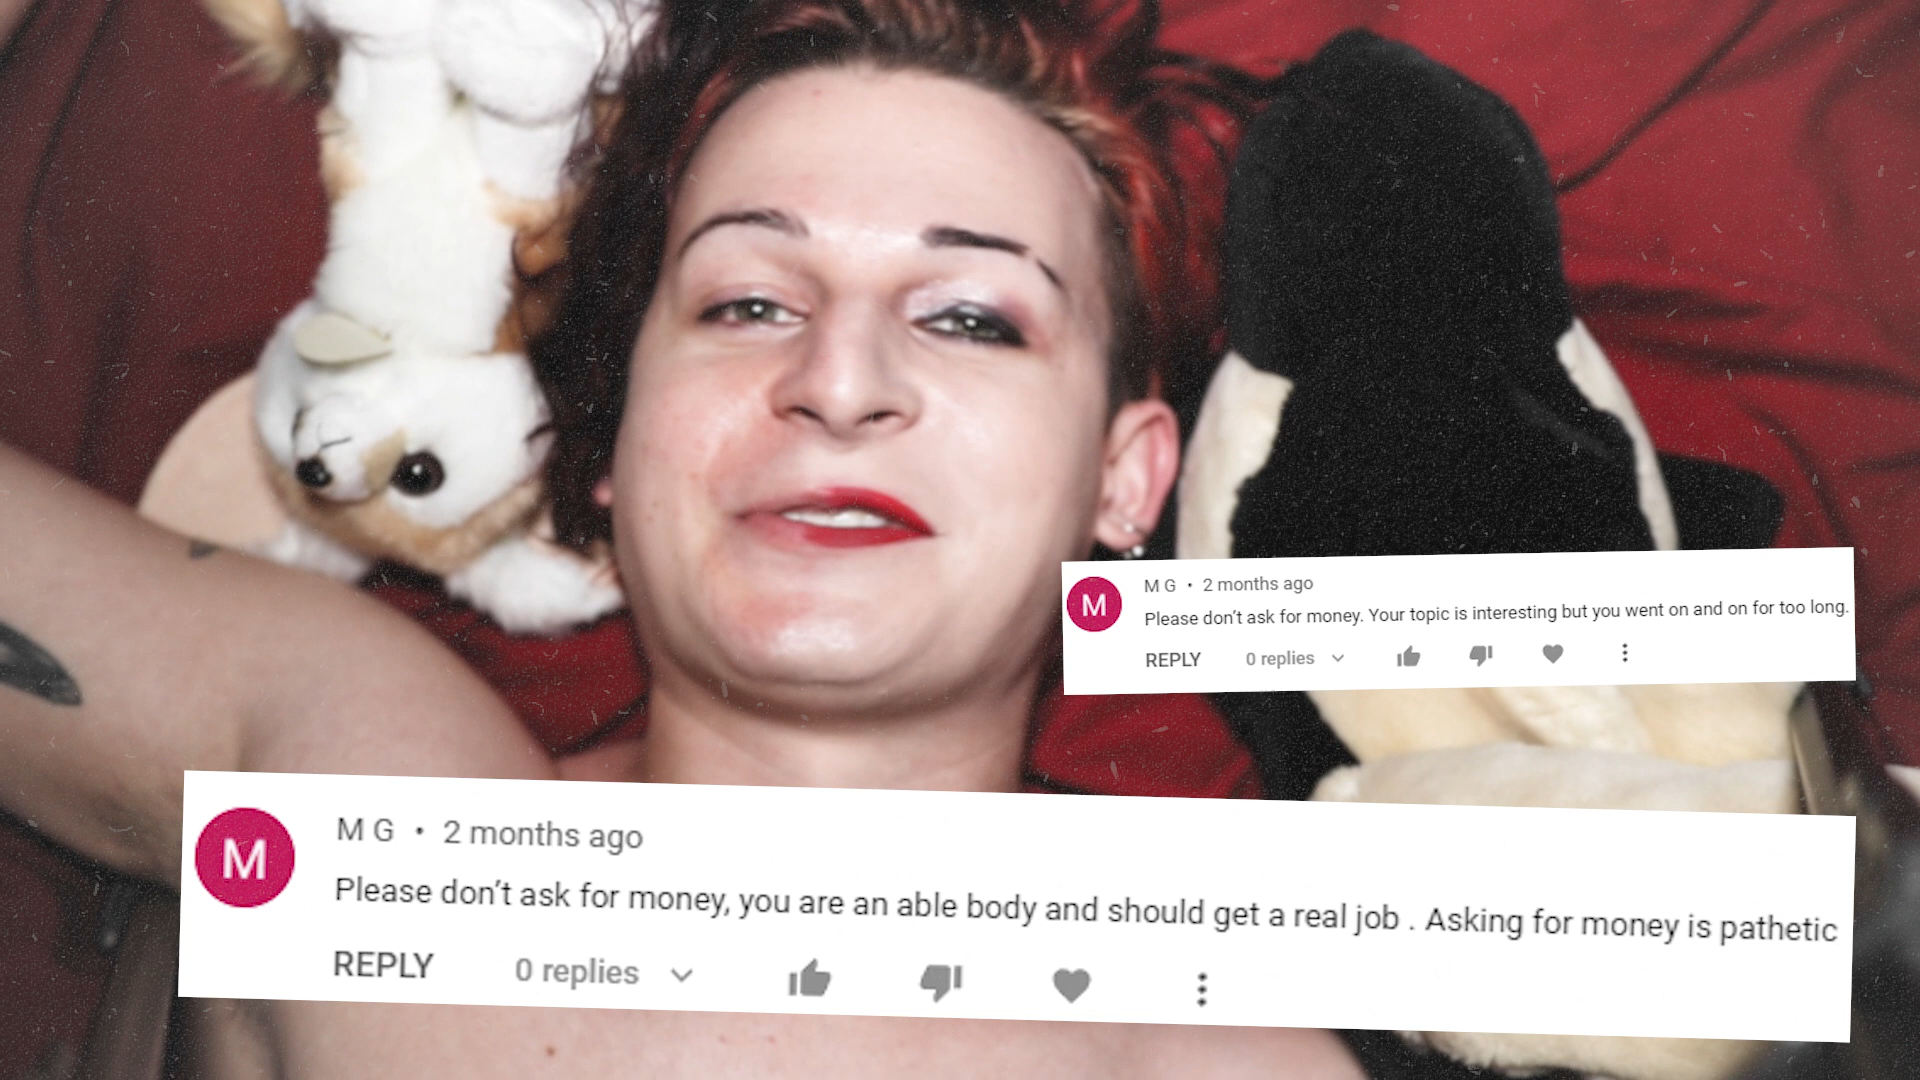 M
M G • 2 months ago
Please don't ask for money. Your topic is interesting but you went on and on for too long.
REPLY 0 replies
M
M G • 2 months ago
Please don't ask for money, you are an able body and should get a real job . Asking for money is pathetic
REPLY 0 replies